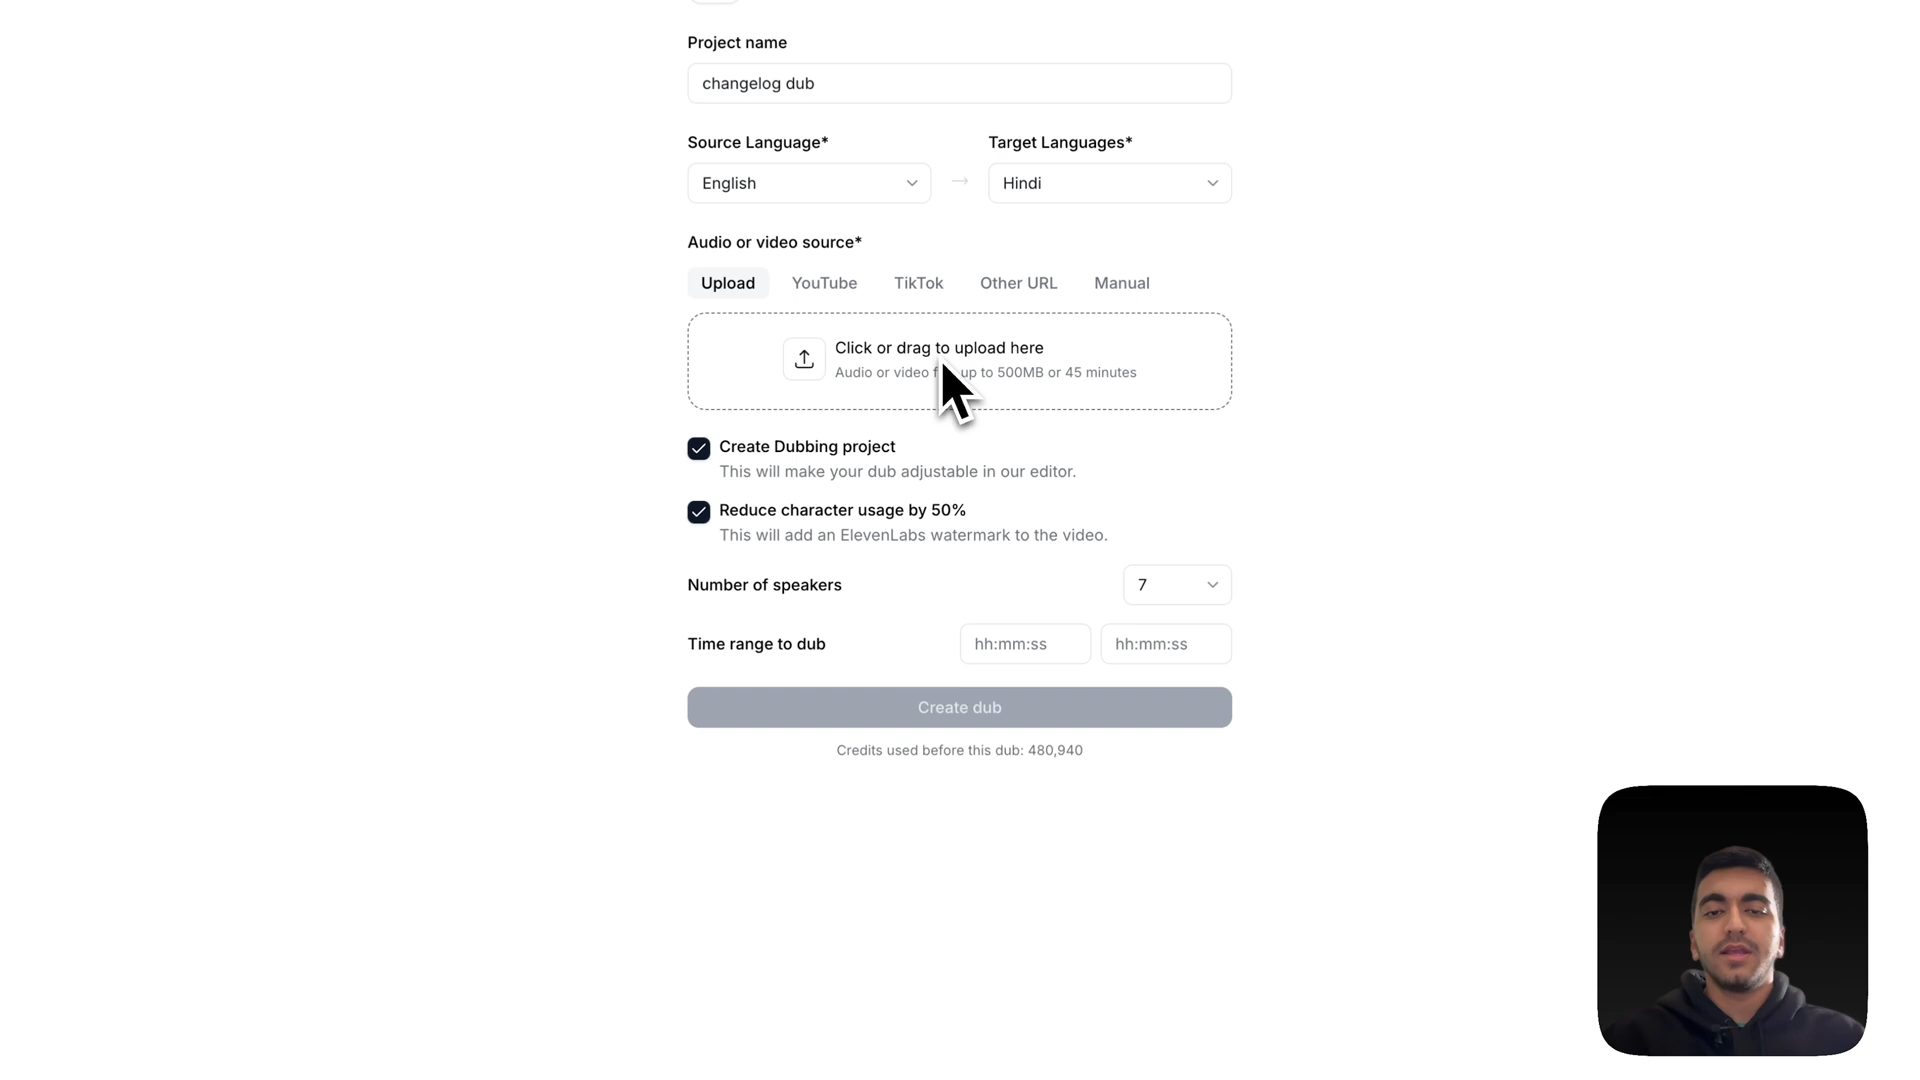 Project name
changelog dub
Source Language* Target Languages*
English Hindi
Audio or video source*
Upload YouTube TikTok Other URL Manual
Click or drag to upload here
Audio or video up to 500MB or 45 minutes
Create Dubbing project
This will make your dub adjustable in our editor.
Reduce character usage by 50%
This will add an ElevenLabs watermark to the video.
Number of speakers 7
Time range to dub hh:mm:ss hh:mm:ss
Create dub
Credits used before this dub: 480,940